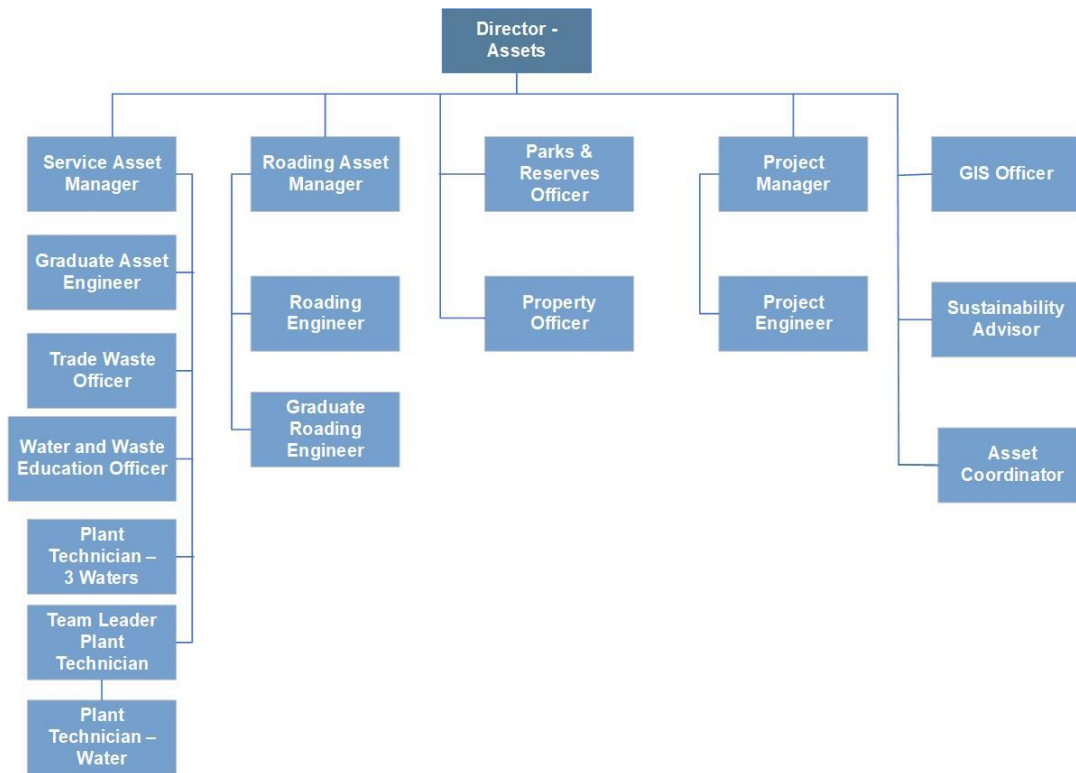 Director -
Assets
Service Asset
Manager
Roading Asset
Manager
Parks &
Reserves
Officer
Project
Manager
GIS Officer
Graduate Asset
Engineer
Roading
Engineer
Property
Officer
Project
Engineer
Sustainability
Advisor
Trade Waste
Officer
Graduate
Roading
Engineer
Water and Waste
Education Officer
Asset
Coordinator
Plant
Technician –
3 Waters
Team Leader
Plant
Technician
Plant
Technician –
Water